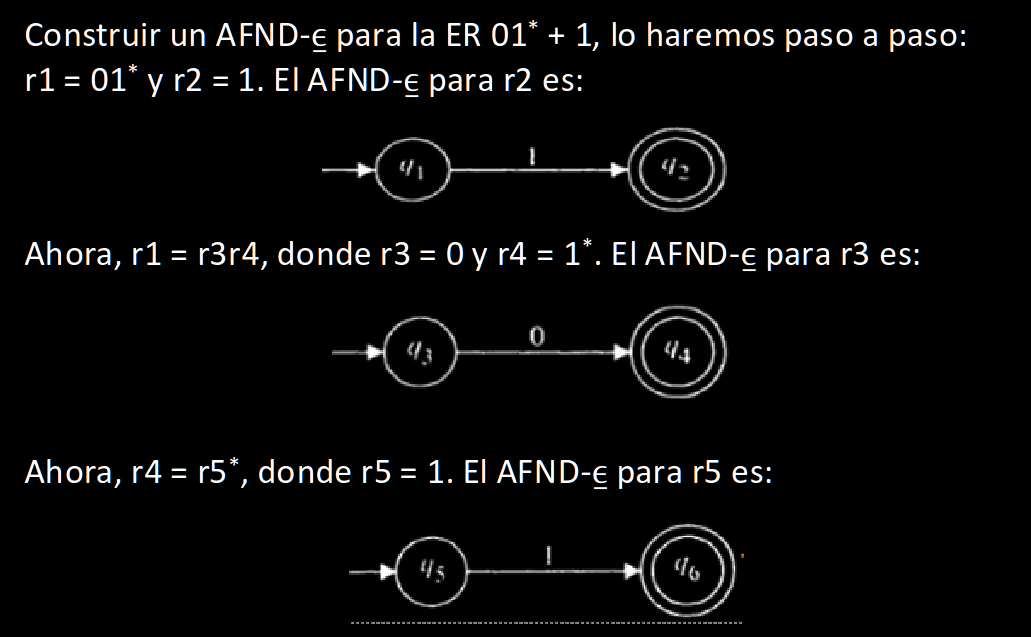 Construir un AFND-ϵ para la ER 01* + 1, lo haremos paso a paso:
r1 = 01* y r2 = 1. El AFND-ϵ para r2 es:
q1 1 q2
Ahora, r1 = r3r4, donde r3 = 0 y r4 = 1*. El AFND-ϵ para r3 es:
q3 0 q4
Ahora, r4 = r5*, donde r5 = 1. El AFND-ϵ para r5 es:
q5 1 q6